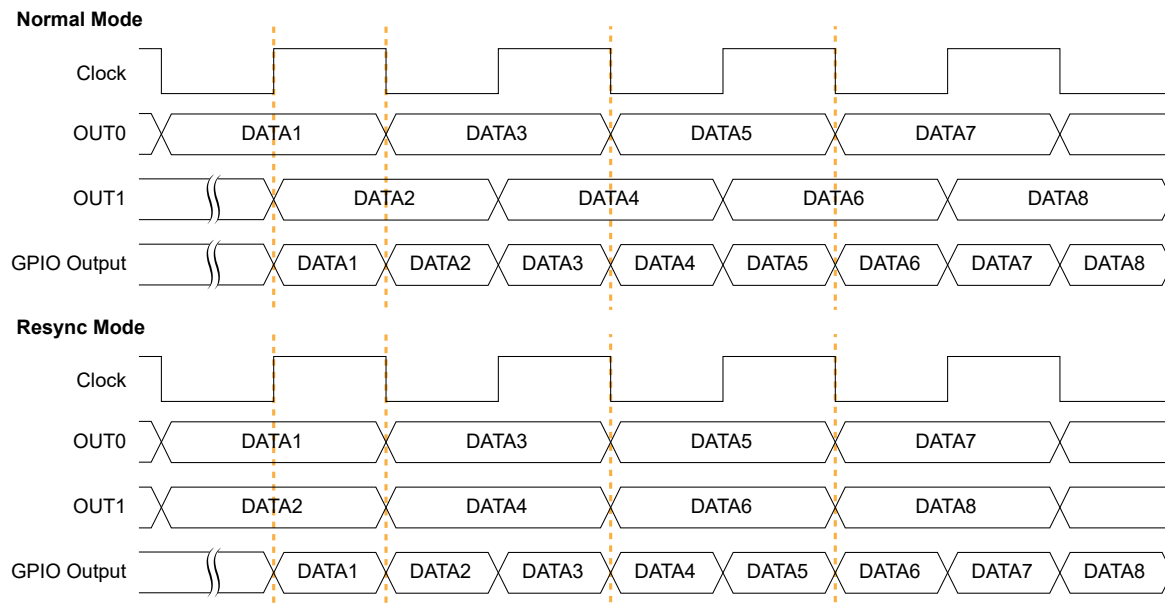 Normal Mode
Clock
OUT0 DATA1 DATA3 DATA5 DATA7
OUT1 DATA2 DATA4 DATA6 DATA8
GPIO Output DATA1 DATA2 DATA3 DATA4 DATA5 DATA6 DATA7 DATA8
Resync Mode
Clock
OUT0 DATA1 DATA3 DATA5 DATA7
OUT1 DATA2 DATA4 DATA6 DATA8
GPIO Output DATA1 DATA2 DATA3 DATA4 DATA5 DATA6 DATA7 DATA8